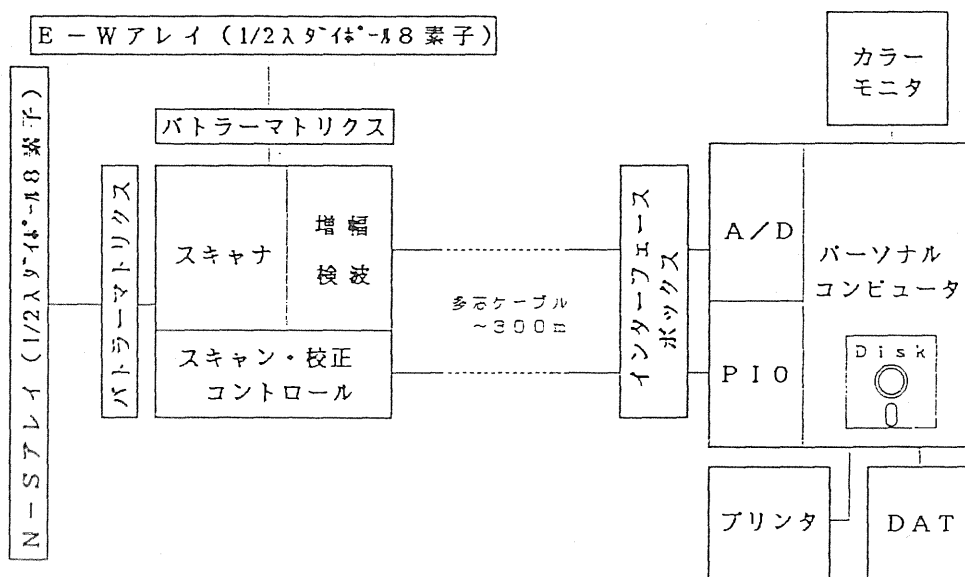 E－Wアレイ（1/2λダイポール8素子）
N－Sアレイ（1/2λダイポール8素子）
バトラーマトリクス
バトラーマトリクス
スキャナ
増幅
検波
スキャン・校正
コントロール
多芯ケーブル
～300m
インターフェース
ボックス
カラー
モニタ
A／D
PIO
パーソナル
コンピュータ
Disk
プリンタ
DAT